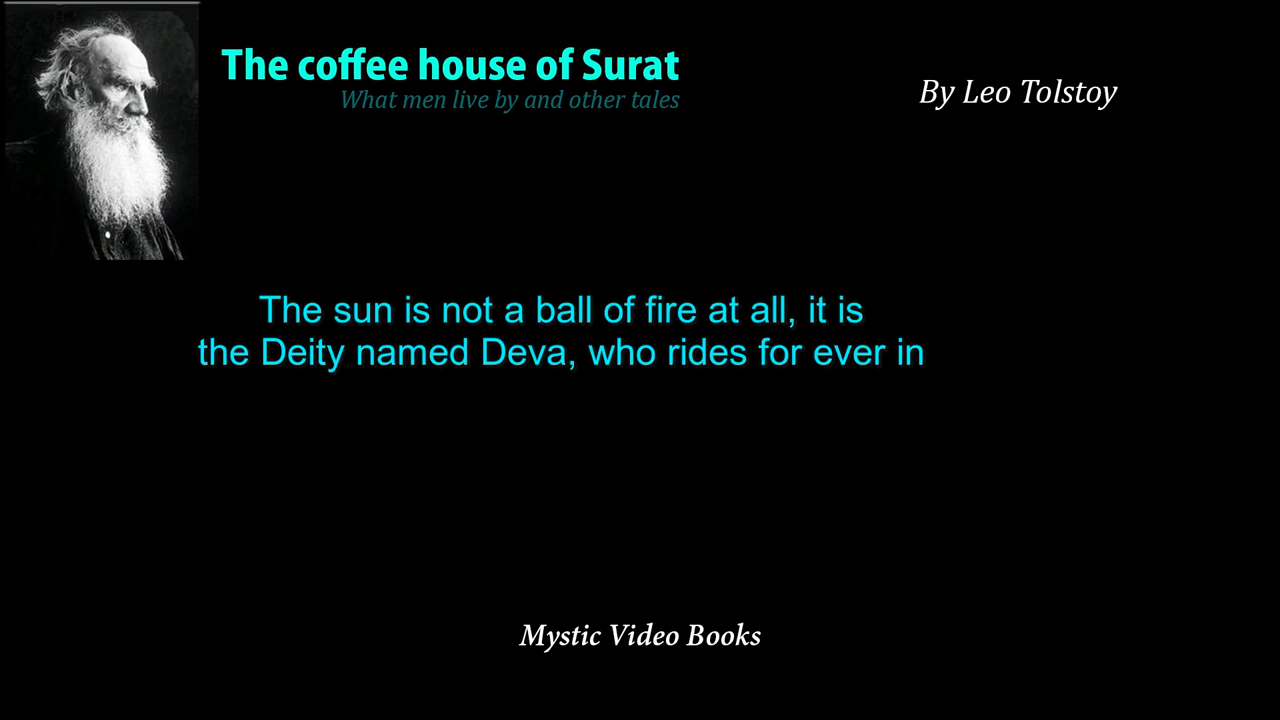 The coffee house of Surat
What men live by and other tales
By Leo Tolstoy
The sun is not a ball of fire at all, it is
the Deity named Deva, who rides for ever in
Mystic Video Books